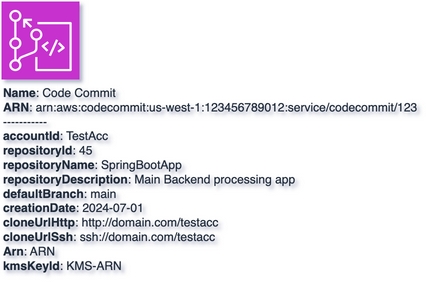 </>
Name: Code Commit
ARN: arn:aws:codecommit:us-west-1:123456789012:service/codecommit/123
-----------
accountId: TestAcc
repositoryId: 45
repositoryName: SpringBootApp
repositoryDescription: Main Backend processing app
defaultBranch: main
creationDate: 2024-07-01
cloneUrlHttp: http://domain.com/testacc
cloneUrlSsh: ssh://domain.com/testacc
Arn: ARN
kmsKeyId: KMS-ARN